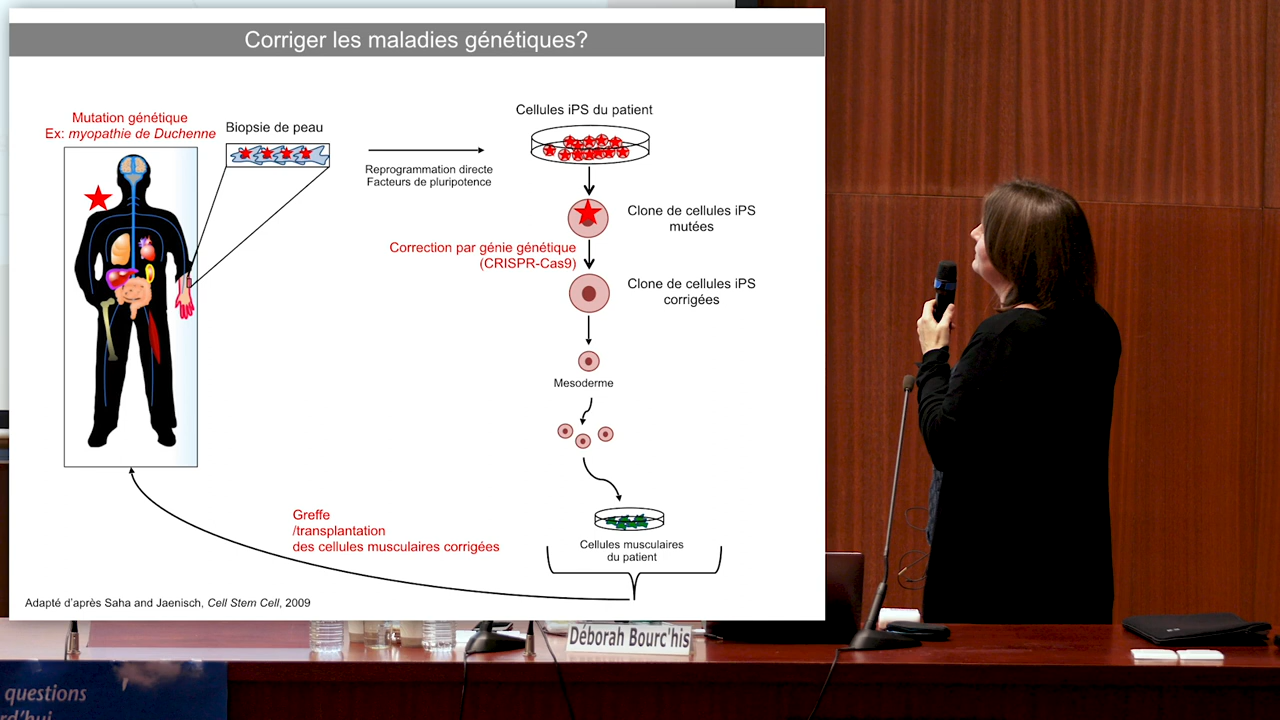 Corriger les maladies génétiques?
Mutation génétique
Ex: myopathie de Duchenne
Biopsie de peau
Reprogrammation directe
Facteurs de pluripotence
Cellules iPS du patient
Clone de cellules iPS
mutées
Correction par génie génétique
(CRISPR-Cas9)
Clone de cellules iPS
corrigées
Mesoderme
Cellules musculaires
du patient
Greffe
/transplantation
des cellules musculaires corrigées
Adapté d'après Saha and Jaenisch, Cell Stem Cell, 2009
Déborah Bourc'his
questions
rd'hui